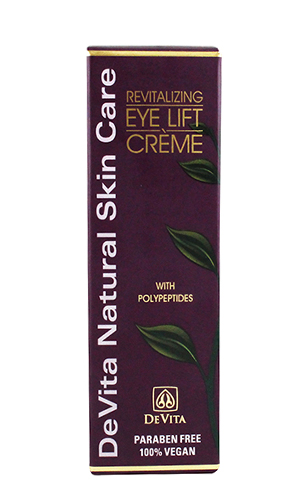 DeVita Natural Skin Care
REVITALIZING
EYE LIFT
CRÈME
WITH
POLYPEPTIDES
DEVITA
PARABEN FREE
100% VEGAN